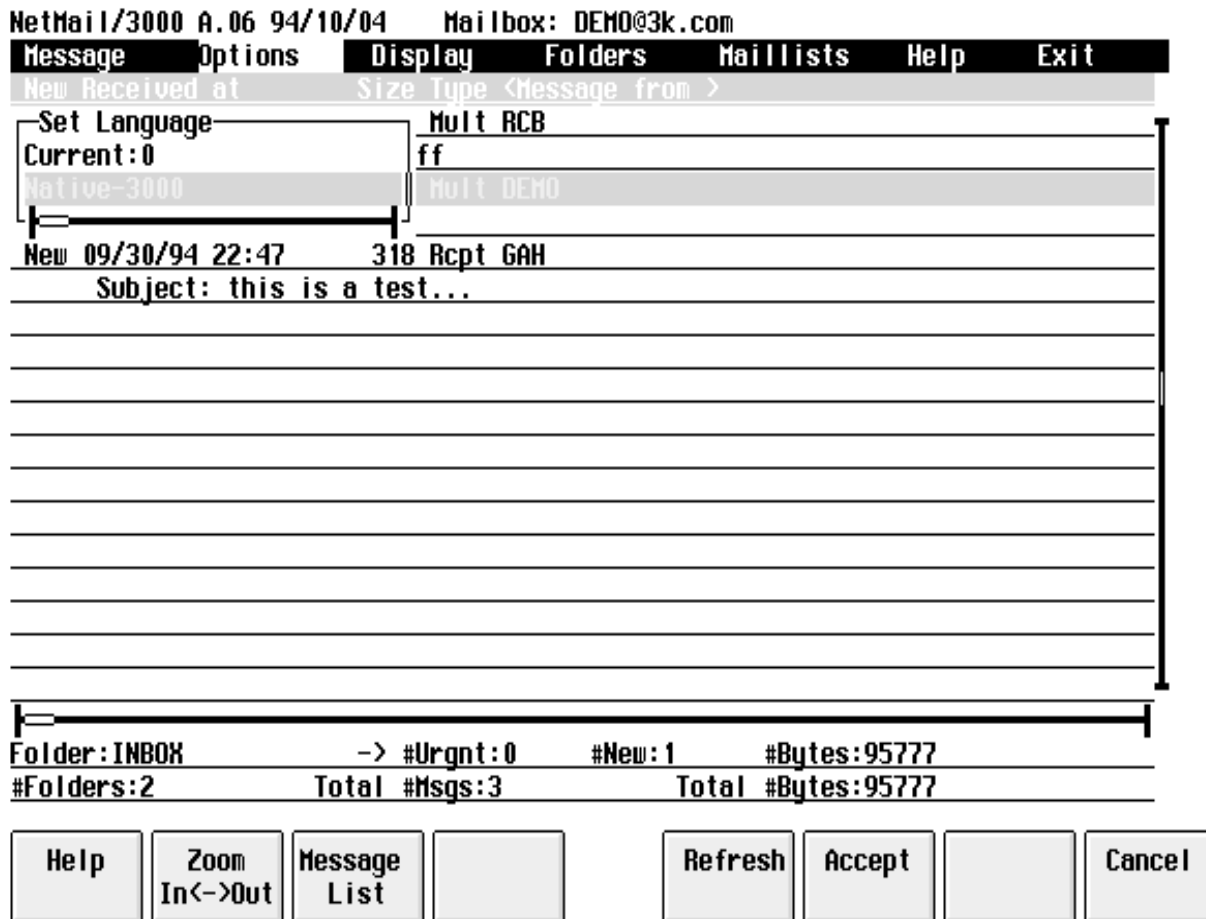 NetMail/3000 A.06 94/10/04 Mailbox: DEMO@3k.com
Message Options Display Folders Maillists Help Exit
New Received at Size Type <Message from >
Set Language Mult RCB
Current:0 ff
Native-3000 Mult DEMO
New 09/30/94 22:47 318 Rcpt GAH
Subject: this is a test...
Folder:INBOX -> #Urgnt:0 #New:1 #Bytes:95777
#Folders:2 Total #Msgs:3 Total #Bytes:95777
Help Zoom Message Refresh Accept Cancel
In<->Out List